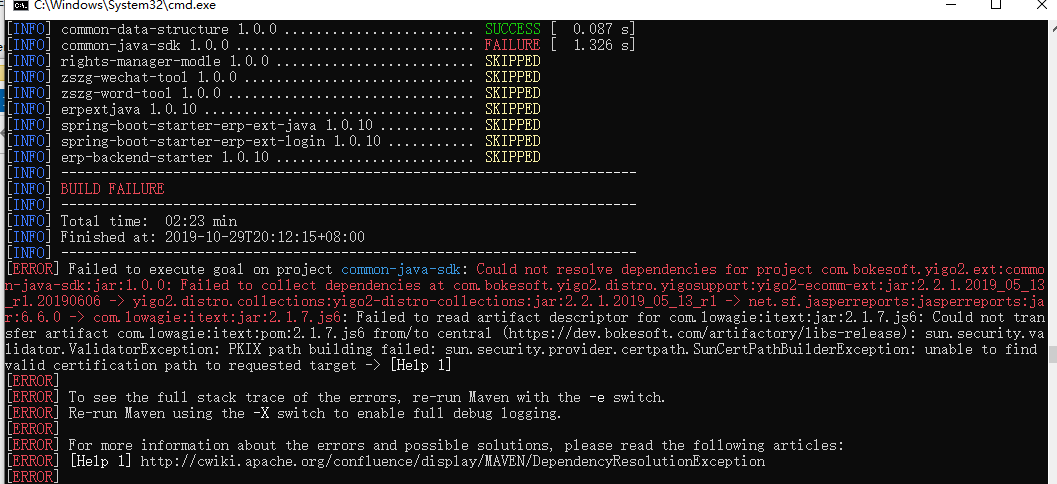 C:\Windows\System32\cmd.exe
[INFO] common-data-structure 1.0.0 ........................ SUCCESS [  0.087 s]
[INFO] common-java-sdk 1.0.0 .............................. FAILURE [  1.326 s]
[INFO] rights-manager-modle 1.0.0 ......................... SKIPPED
[INFO] zszg-wechat-tool 1.0.0 ............................. SKIPPED
[INFO] zszg-word-tool 1.0.0 ............................... SKIPPED
[INFO] erpextjava 1.0.10 .................................. SKIPPED
[INFO] spring-boot-starter-erp-ext-java 1.0.10 ............ SKIPPED
[INFO] spring-boot-starter-erp-ext-login 1.0.10 ........... SKIPPED
[INFO] erp-backend-starter 1.0.10 ......................... SKIPPED
[INFO] ------------------------------------------------------------------------
[INFO] BUILD FAILURE
[INFO] ------------------------------------------------------------------------
[INFO] Total time:  02:23 min
[INFO] Finished at: 2019-10-29T20:12:15+08:00
[INFO] ------------------------------------------------------------------------
[ERROR] Failed to execute goal on project common-java-sdk: Could not resolve dependencies for project com.bokesoft.yigo2.ext:commo
n-java-sdk:jar:1.0.0: Failed to collect dependencies at com.bokesoft.yigo2.distro.yigosupport:yigo2-ecomm-ext:jar:2.2.1.2019_05_13
_r1.20190606 -> yigo2.distro.collections:yigo2-distro-collections:jar:2.2.1.2019_05_13_r1 -> net.sf.jasperreports:jasperreports:ja
r:6.6.0 -> com.lowagie:itext:jar:2.1.7.js6: Failed to read artifact descriptor for com.lowagie:itext:jar:2.1.7.js6: Could not tran
sfer artifact com.lowagie:itext:pom:2.1.7.js6 from/to central (https://dev.bokesoft.com/artifactory/libs-release): sun.security.va
lidator.ValidatorException: PKIX path building failed: sun.security.provider.certpath.SunCertPathBuilderException: unable to find
valid certification path to requested target -> [Help 1]
[ERROR]
[ERROR] To see the full stack trace of the errors, re-run Maven with the -e switch.
[ERROR] Re-run Maven using the -X switch to enable full debug logging.
[ERROR]
[ERROR] For more information about the errors and possible solutions, please read the following articles:
[ERROR] [Help 1] http://cwiki.apache.org/confluence/display/MAVEN/DependencyResolutionException
[ERROR]